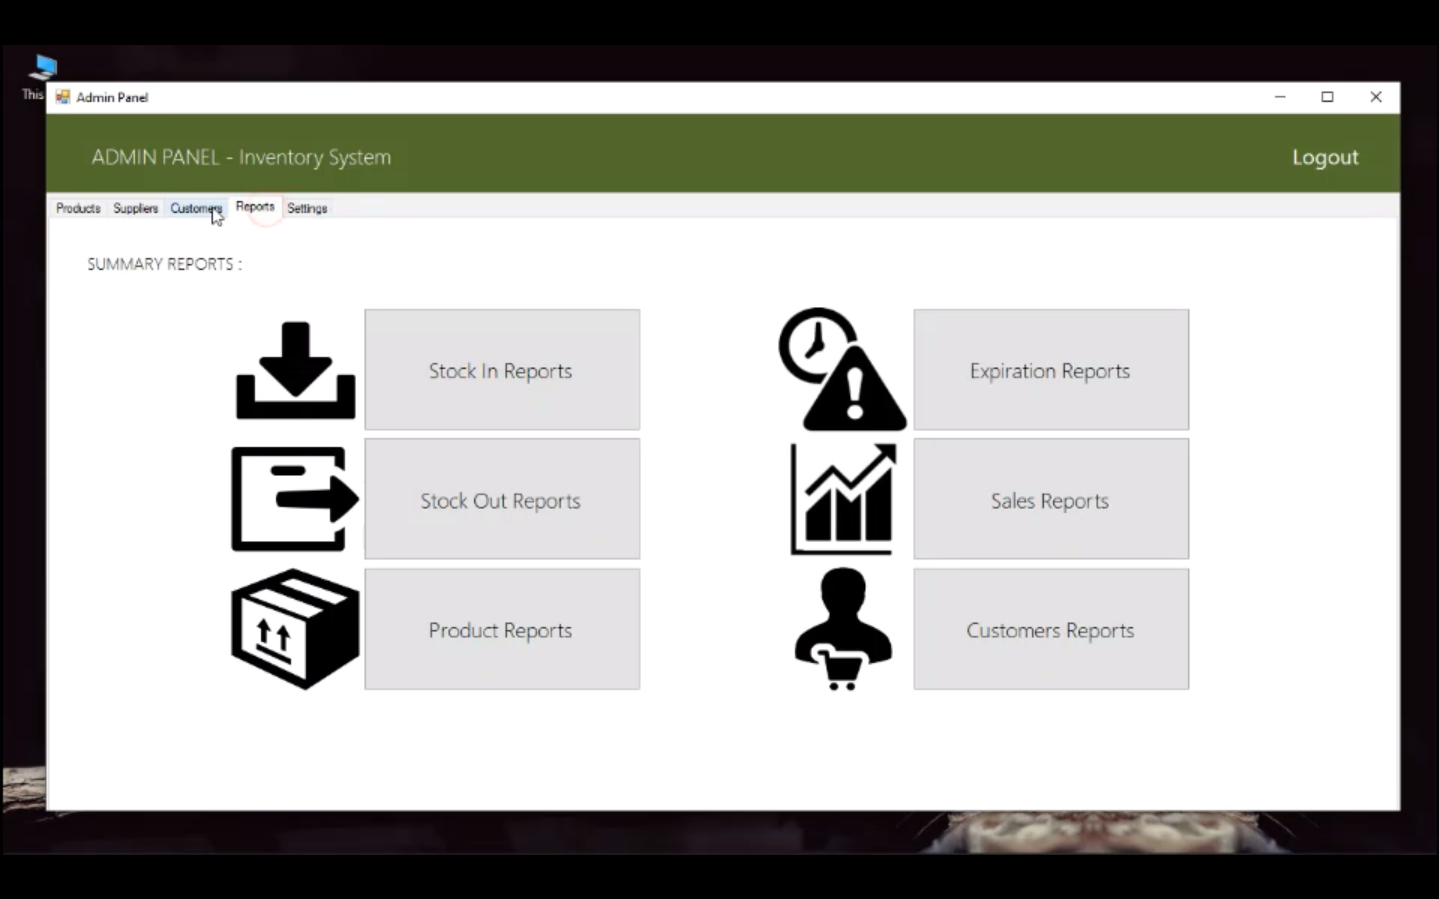 This
Admin Panel
ADMIN PANEL - Inventory System
Logout
Products Suppliers Customers Reports Settings
SUMMARY REPORTS :
Stock In Reports
Expiration Reports
Stock Out Reports
Sales Reports
Product Reports
Customers Reports